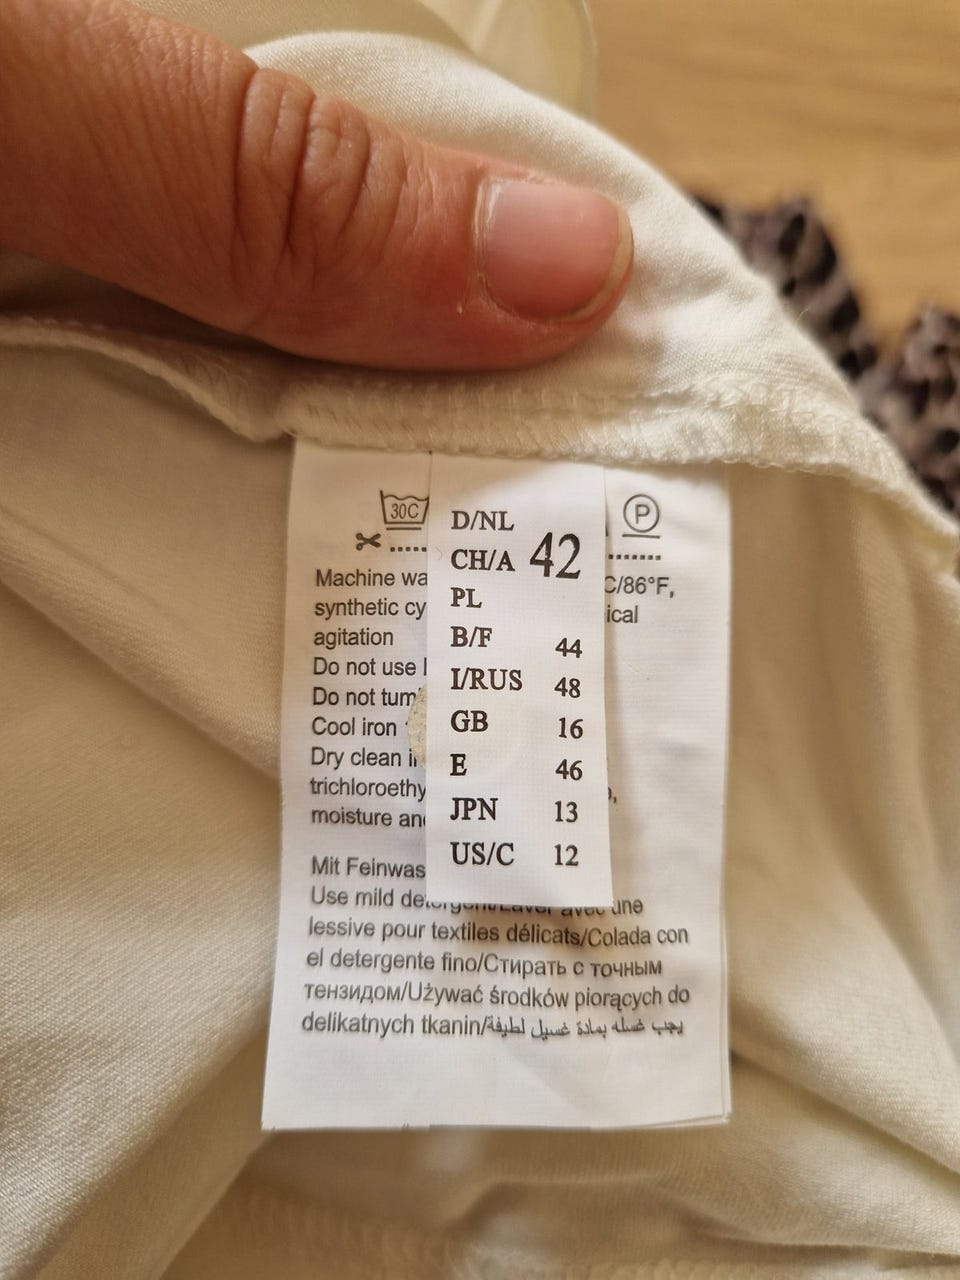 30C
P
D/NL
CH/A 42
PL
B/F 44
I/RUS 48
GB 16
E 46
JPN 13
US/C 12
Machine wa C/86°F,
synthetic cy ical
agitation
Do not use
Do not tum
Cool iron
Dry clean i
trichloroethy
moisture an
Mit Feinwas
Use mild detergent/Laver avec une
lessive pour textiles délicats/Colada con
el detergente fino/Стирать с точным
тензидом/Używać środków piorących do
delikatnych tkanin/يجب غسله بمادة غسيل لطيفة